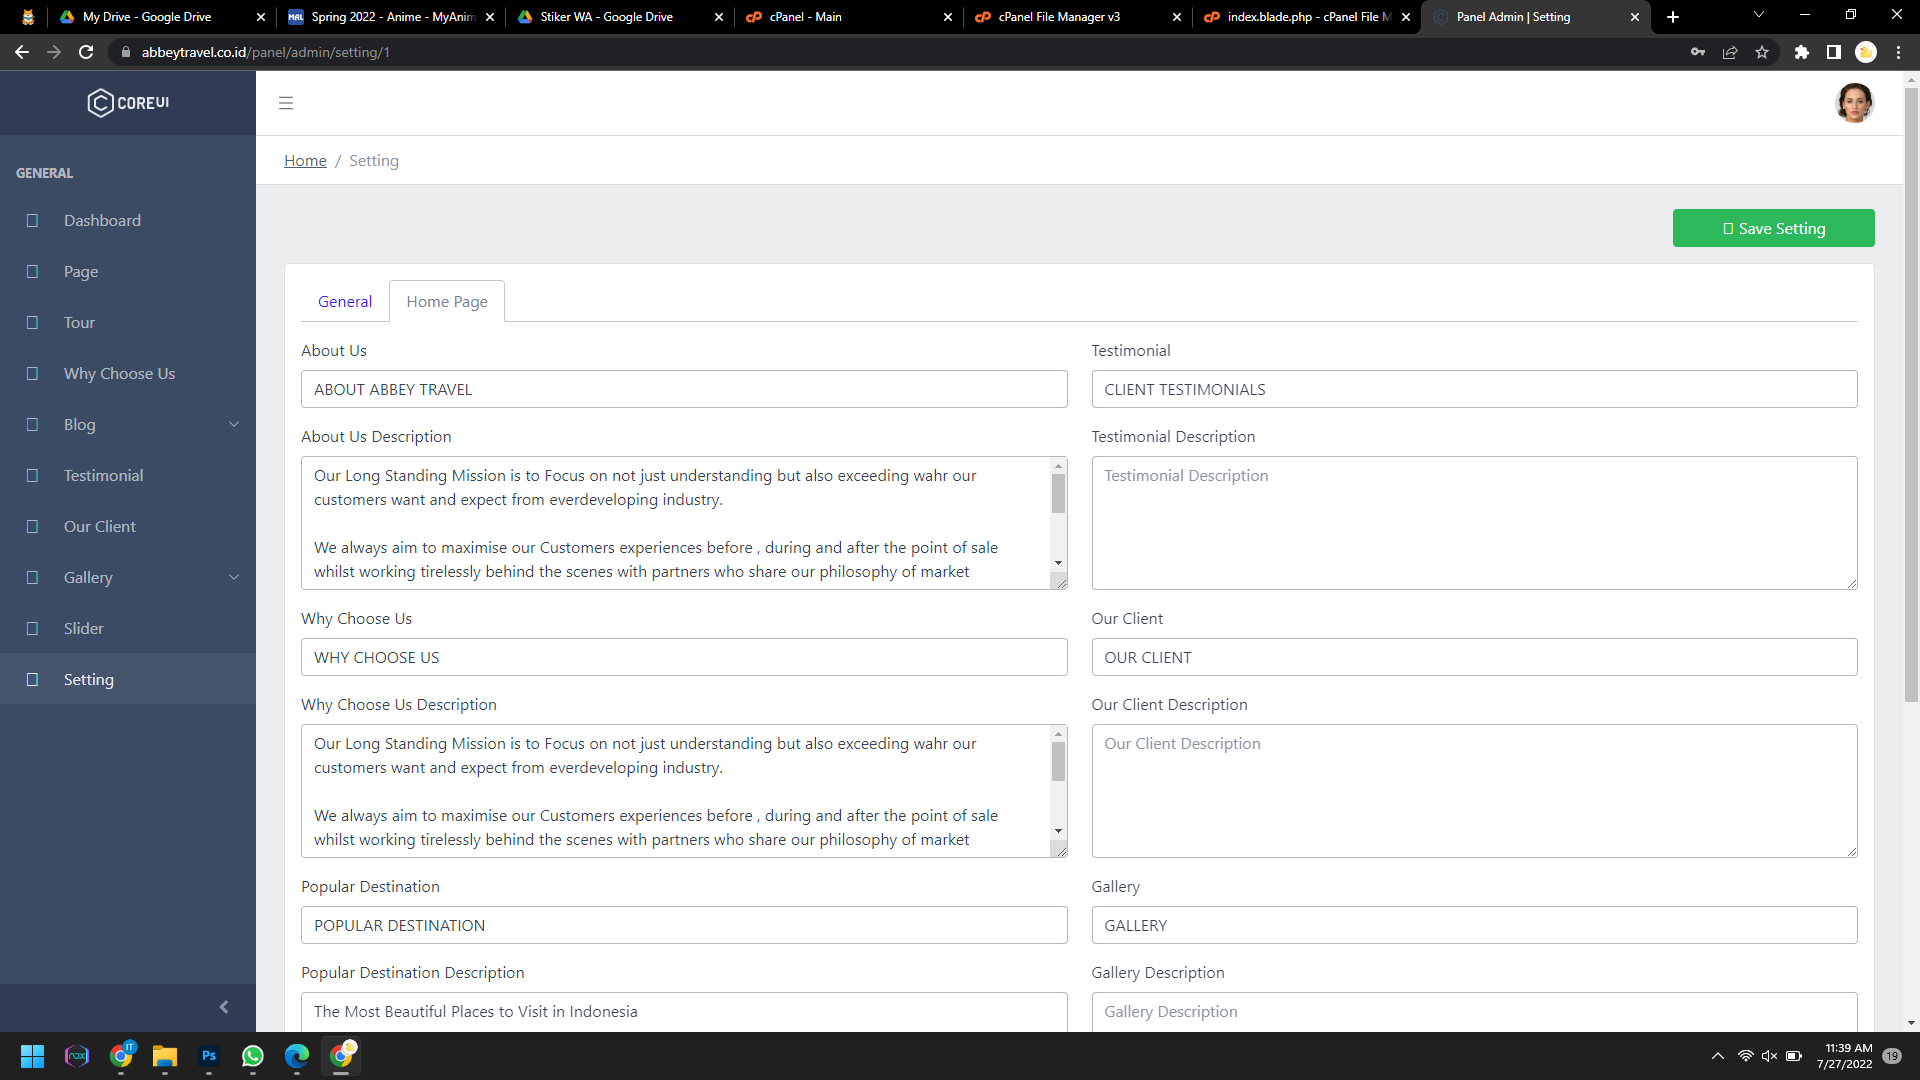 My Drive - Google Drive
Spring 2022 - Anime - MyAnim
Stiker WA - Google Drive
cPanel - Main
cPanel File Manager v3
index.blade.php - cPanel File M
Panel Admin | Setting
abbeytravel.co.id/panel/admin/setting/1
COREUI
Home / Setting
GENERAL
Dashboard
Page
Tour
Why Choose Us
Blog
Testimonial
Our Client
Gallery
Slider
Setting
Save Setting
General
Home Page
About Us
ABOUT ABBEY TRAVEL
About Us Description
Our Long Standing Mission is to Focus on not just understanding but also exceeding wahr our
customers want and expect from everdeveloping industry.
We always aim to maximise our Customers experiences before , during and after the point of sale
whilst working tirelessly behind the scenes with partners who share our philosophy of market
Why Choose Us
WHY CHOOSE US
Why Choose Us Description
Our Long Standing Mission is to Focus on not just understanding but also exceeding wahr our
customers want and expect from everdeveloping industry.
We always aim to maximise our Customers experiences before , during and after the point of sale
whilst working tirelessly behind the scenes with partners who share our philosophy of market
Popular Destination
POPULAR DESTINATION
Popular Destination Description
The Most Beautiful Places to Visit in Indonesia
Testimonial
CLIENT TESTIMONIALS
Testimonial Description
Testimonial Description
Our Client
OUR CLIENT
Our Client Description
Our Client Description
Gallery
GALLERY
Gallery Description
Gallery Description
MAL
cP
cP
cP
nox
IT
Ps
11:39 AM
7/27/2022
19